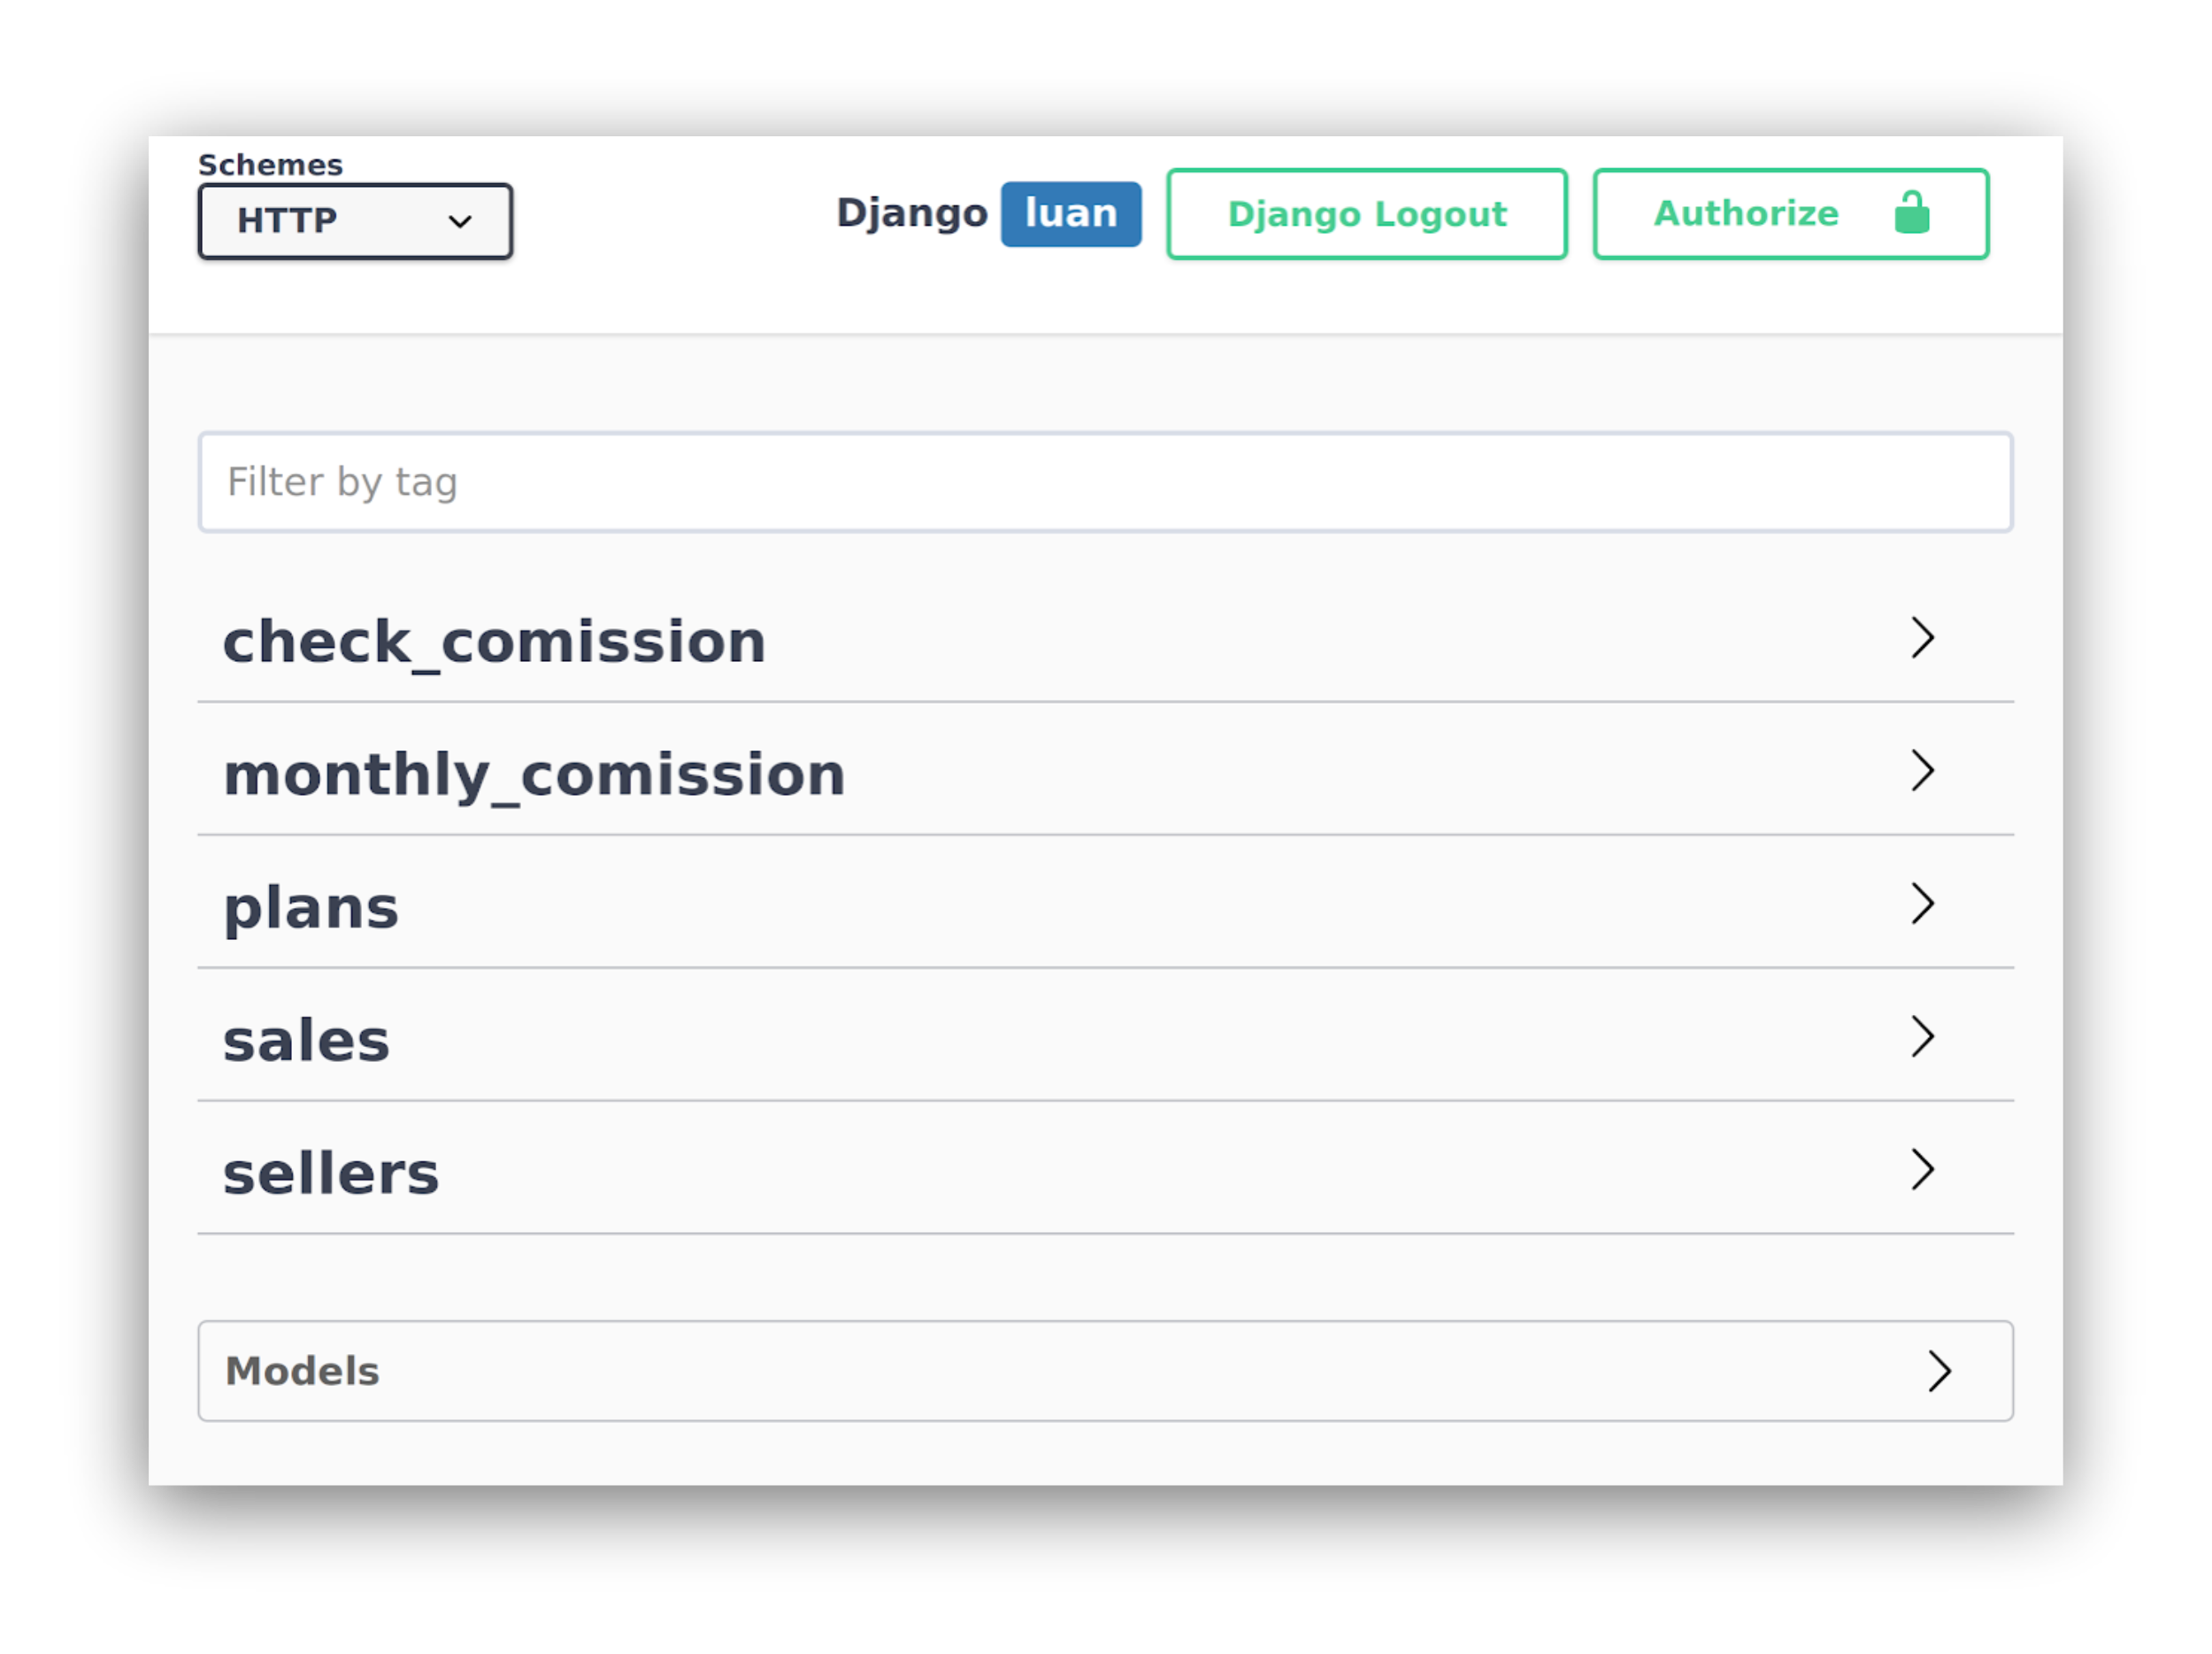 Schemes
HTTP
Django luan
Django Logout
Authorize
Filter by tag
check_comission
monthly_comission
plans
sales
sellers
Models